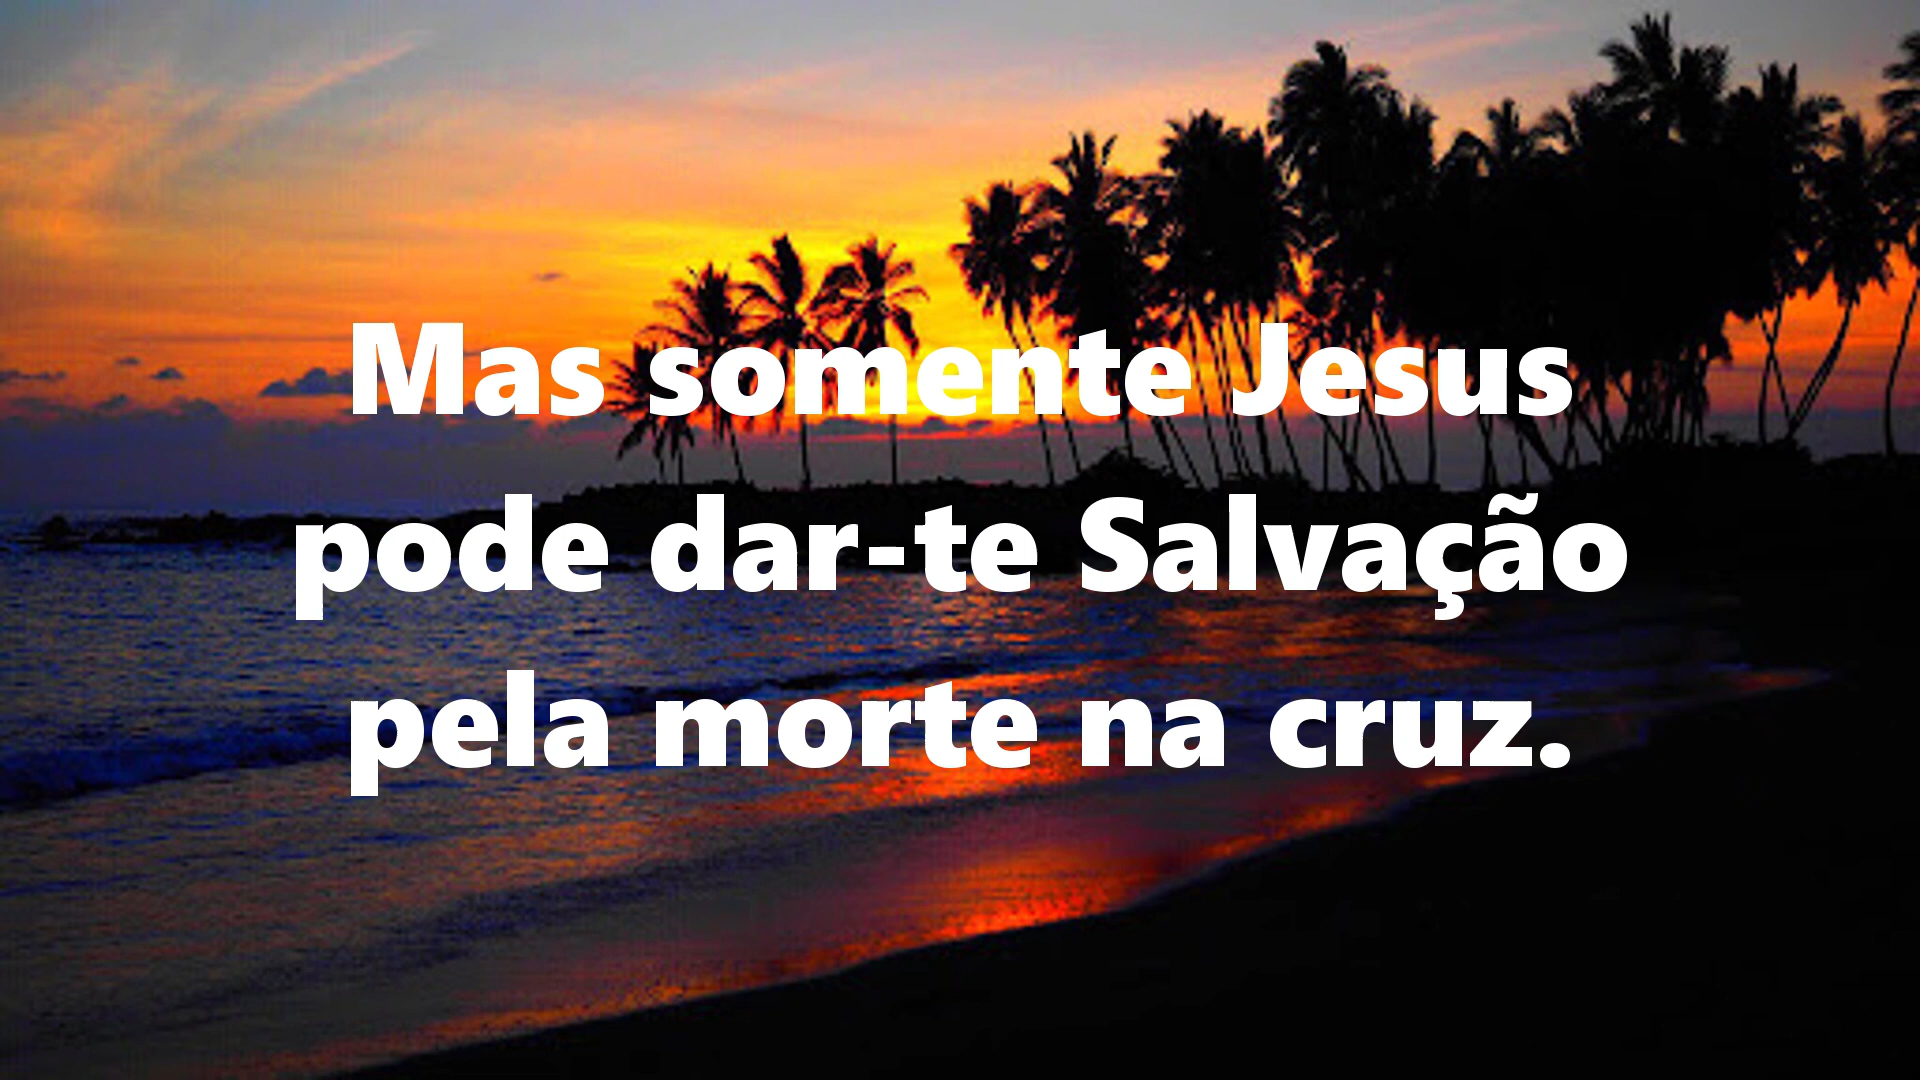 Mas somente Jesus
pode dar-te Salvação
pela morte na cruz.